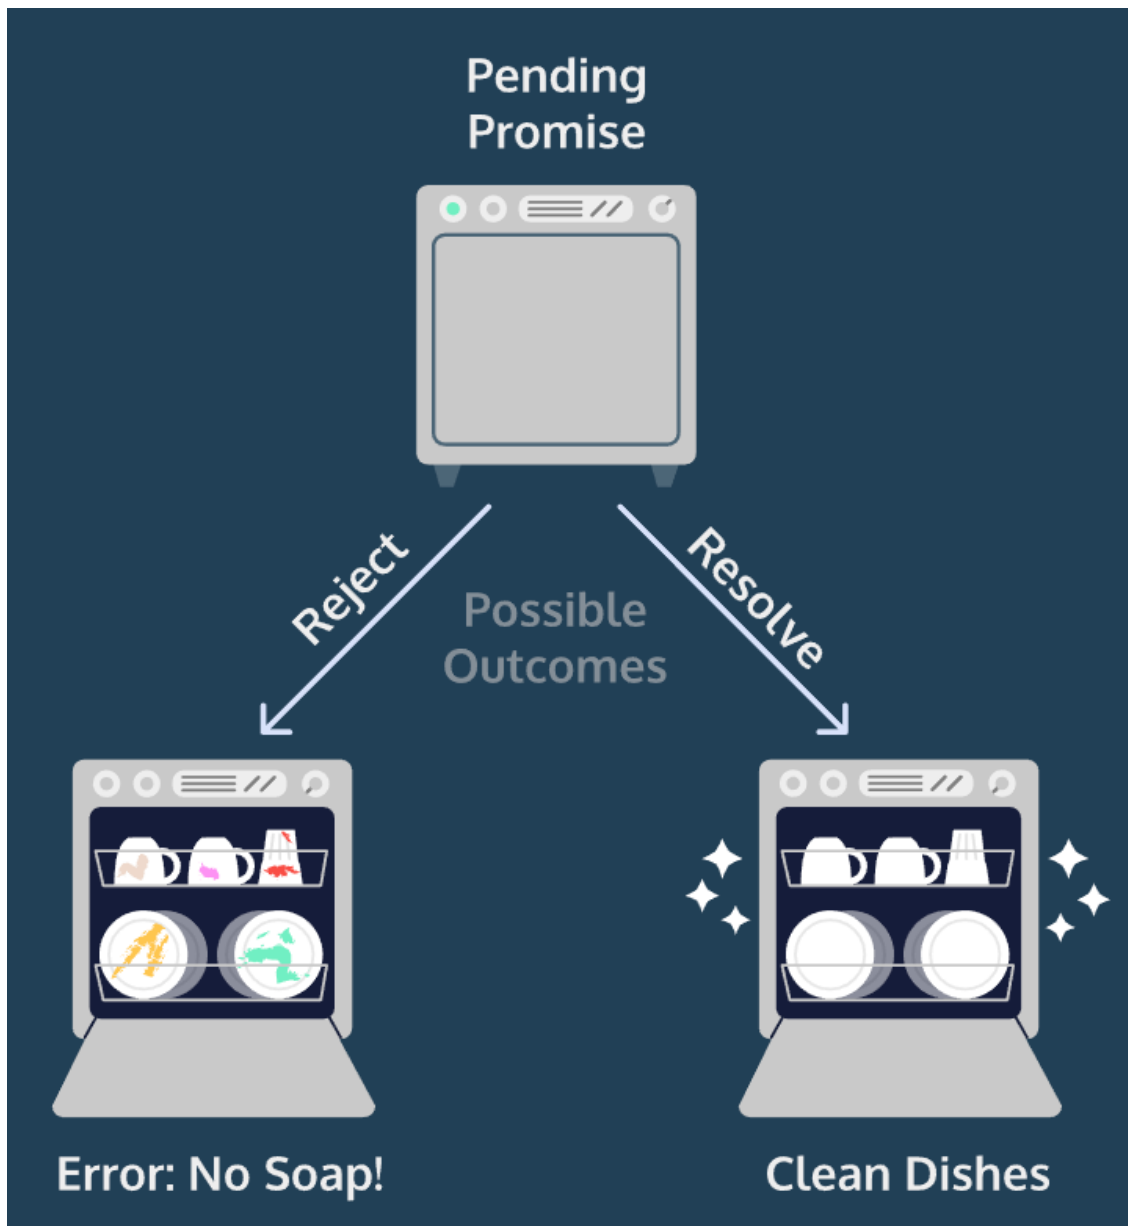 Pending
Promise
Reject
Resolve
Possible
Outcomes
Error: No Soap!
Clean Dishes